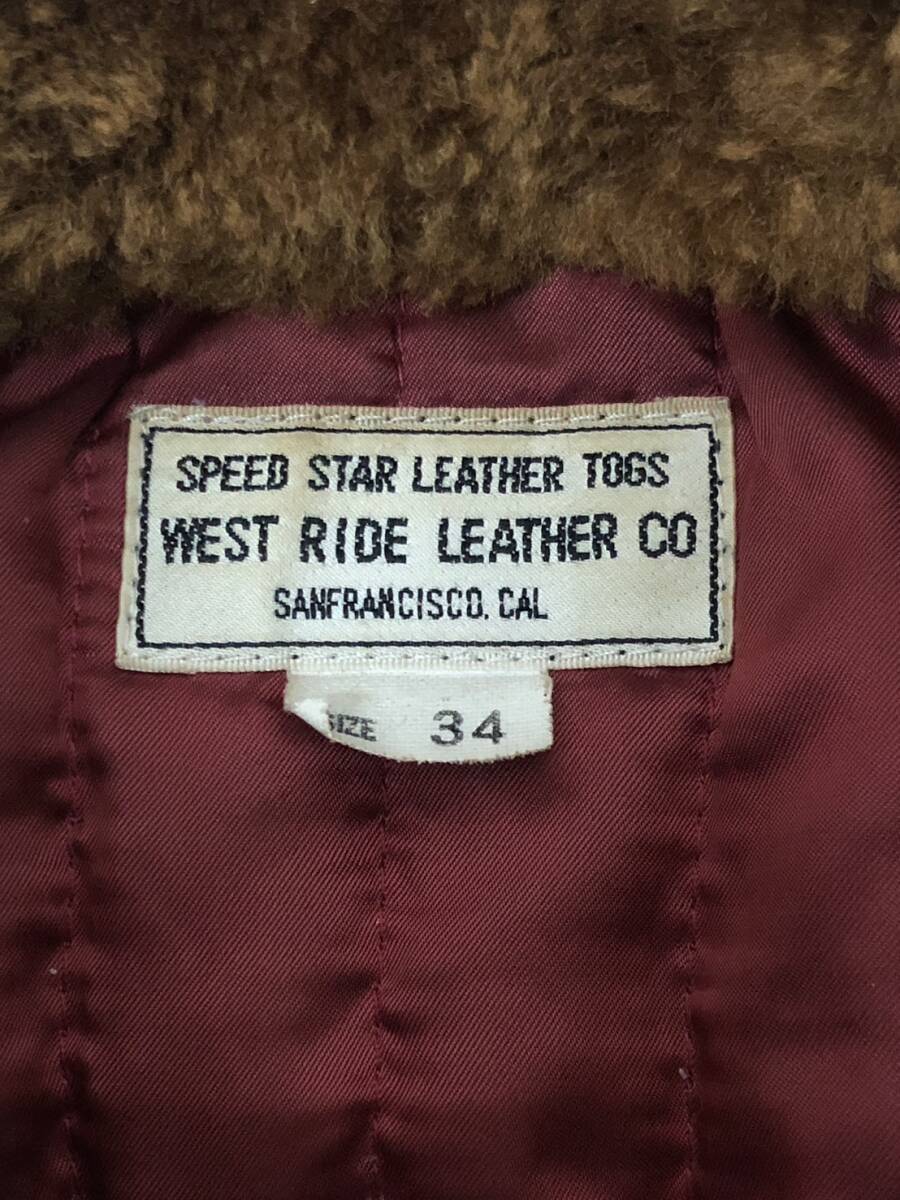 SPEED STAR LEATHER TOGS
WEST RIDE LEATHER CO
SANFRANCISCO. CAL
SIZE 34